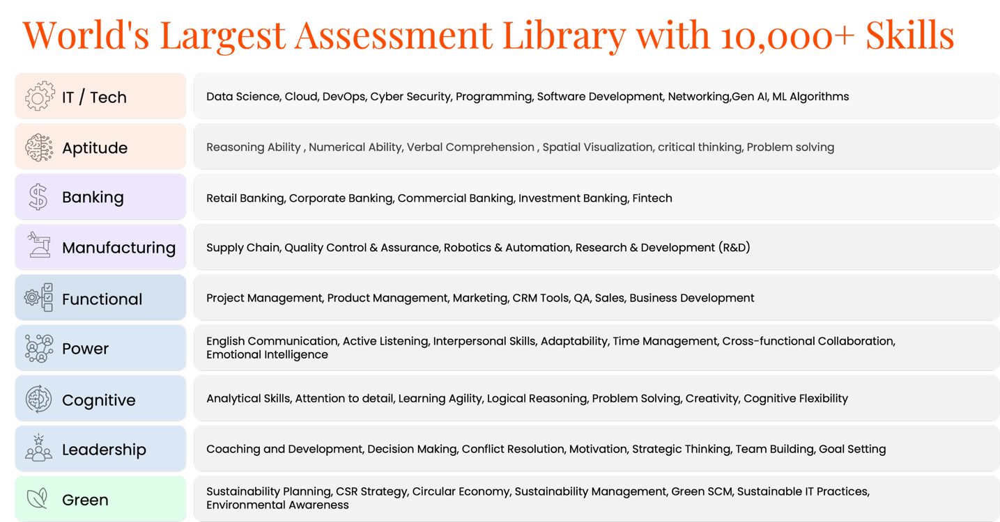 World's Largest Assessment Library with 10,000+ Skills
IT / Tech
Data Science, Cloud, DevOps, Cyber Security, Programming, Software Development, Networking,Gen AI, ML Algorithms
Aptitude
Reasoning Ability , Numerical Ability, Verbal Comprehension , Spatial Visualization, critical thinking, Problem solving
Banking
Retail Banking, Corporate Banking, Commercial Banking, Investment Banking, Fintech
Manufacturing
Supply Chain, Quality Control & Assurance, Robotics & Automation, Research & Development (R&D)
Functional
Project Management, Product Management, Marketing, CRM Tools, QA, Sales, Business Development
Power
English Communication, Active Listening, Interpersonal Skills, Adaptability, Time Management, Cross-functional Collaboration,
Emotional Intelligence
Cognitive
Analytical Skills, Attention to detail, Learning Agility, Logical Reasoning, Problem Solving, Creativity, Cognitive Flexibility
Leadership
Coaching and Development, Decision Making, Conflict Resolution, Motivation, Strategic Thinking, Team Building, Goal Setting
Green
Sustainability Planning, CSR Strategy, Circular Economy, Sustainability Management, Green SCM, Sustainable IT Practices,
Environmental Awareness